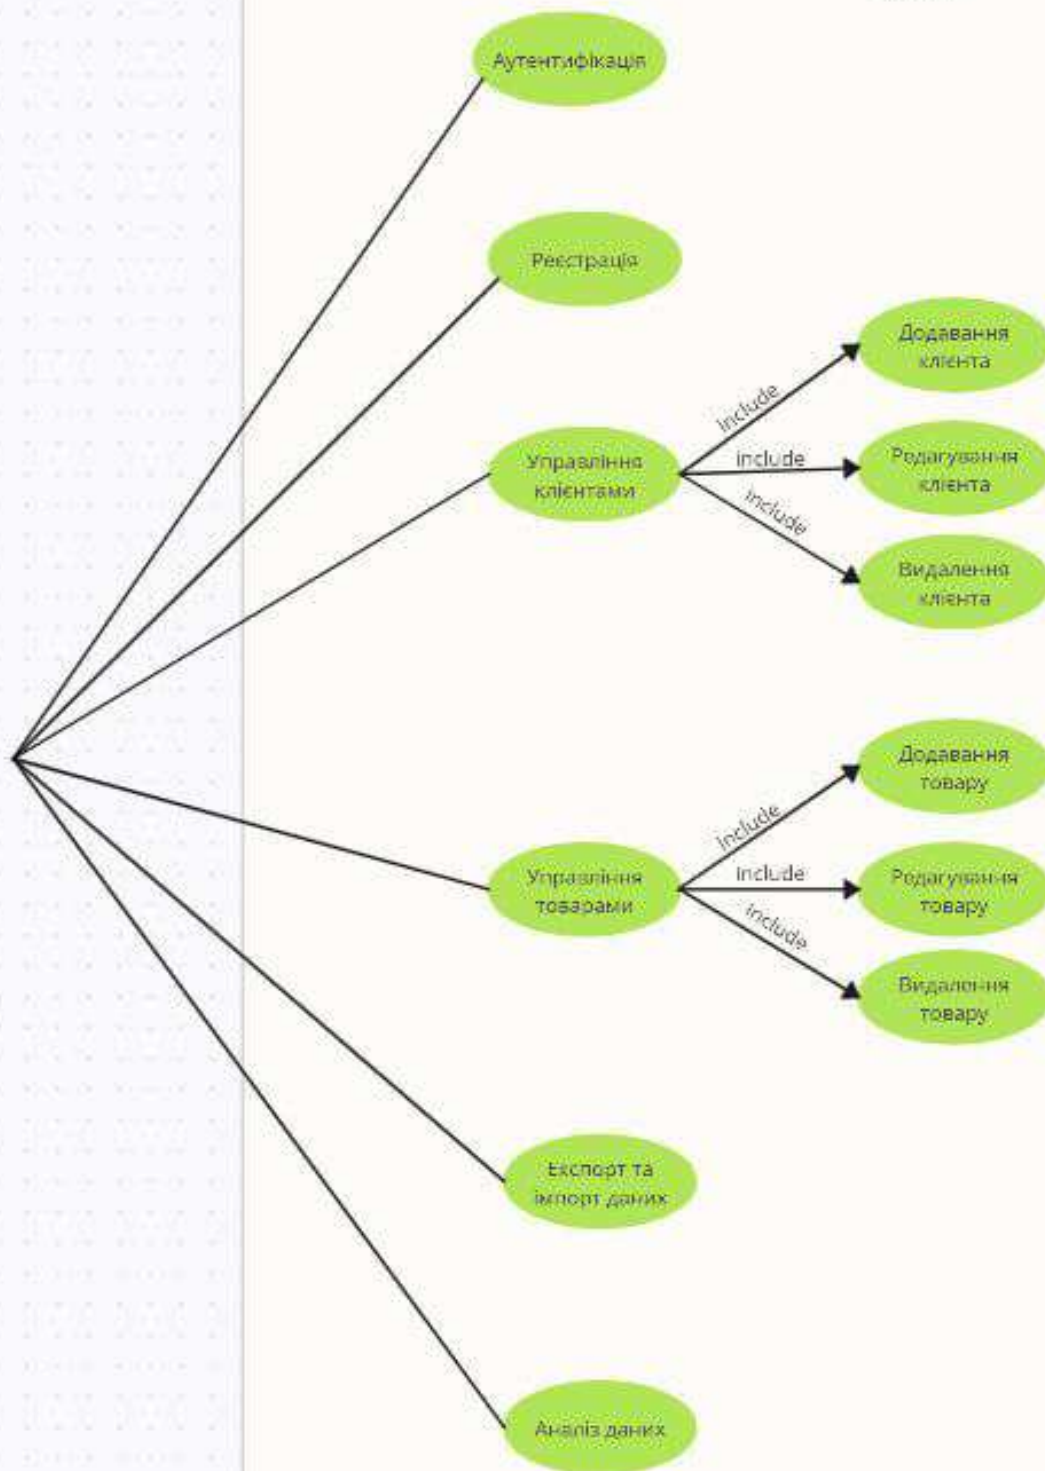 Аутентифікація
Реєстрація
Управління
клієнтами
include
include
include
Додавання
клієнта
Редагування
клієнта
Видалення
клієнта
Управління
товарами
include
include
include
Додавання
товару
Редагування
товару
Видалення
товару
Експорт та
імпорт даних
Аналіз даних